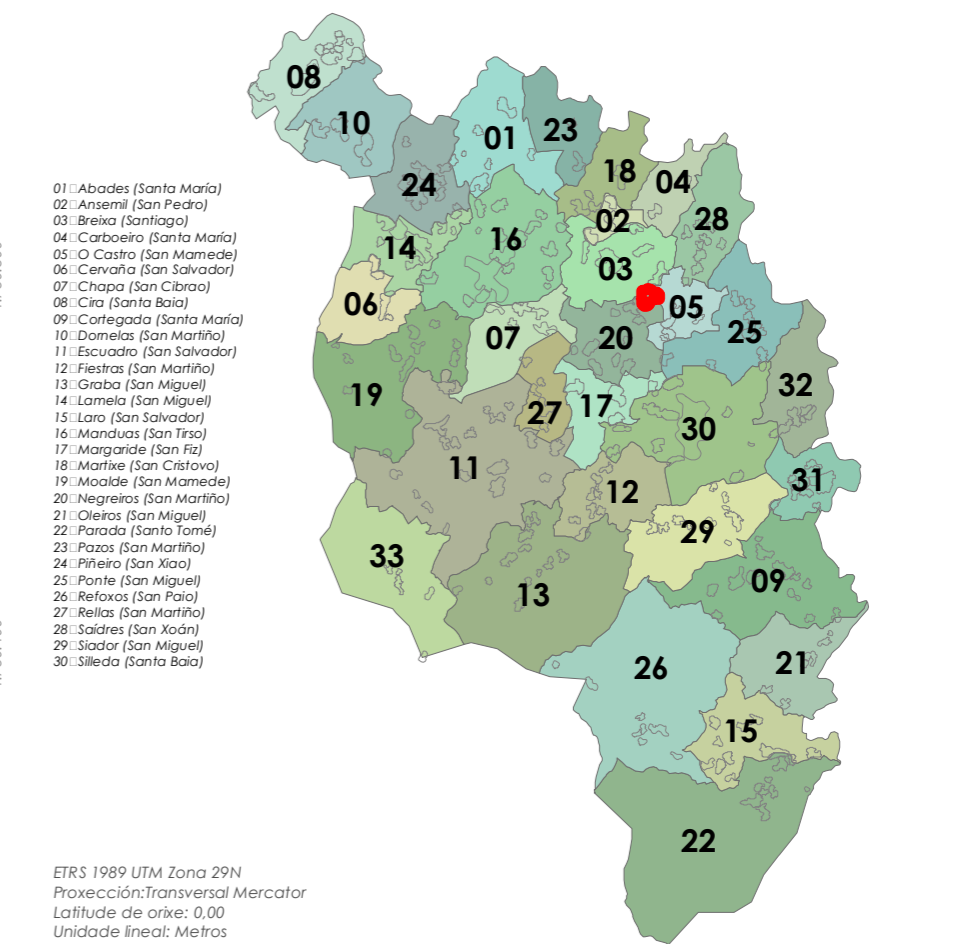 08
10
01
23
18
04
24
02
28
14
16
03
06
05
07
20
25
19
17
32
27
30
11
12
31
29
33
13
09
26
21
15
22
01 Abades (Santa María)
02 Ansemil (San Pedro)
03 Breixa (Santiago)
04 Carboeiro (Santa María)
05 O Castro (San Mamede)
06 Cervaña (San Salvador)
07 Chapa (San Cibrao)
08 Cira (Santa Baia)
09 Cortegada (Santa María)
10 Dornelas (San Martiño)
11 Escuadro (San Salvador)
12 Fiestras (San Martiño)
13 Graba (San Miguel)
14 Lamela (San Miguel)
15 Laro (San Salvador)
16 Manduas (San Tirso)
17 Margaride (San Fiz)
18 Martixe (San Cristovo)
19 Moalde (San Mamede)
20 Negreiros (San Martiño)
21 Oleiros (San Miguel)
22 Parada (Santo Tomé)
23 Pazos (San Martiño)
24 Piñeiro (San Xiao)
25 Ponte (San Miguel)
26 Refoxos (San Paio)
27 Rellas (San Martiño)
28 Saídres (San Xoán)
29 Siador (San Miguel)
30 Silleda (Santa Baia)
ETRS 1989 UTM Zona 29N
Proxección:Transversal Mercator
Latitude de orixe: 0,00
Unidade lineal: Metros